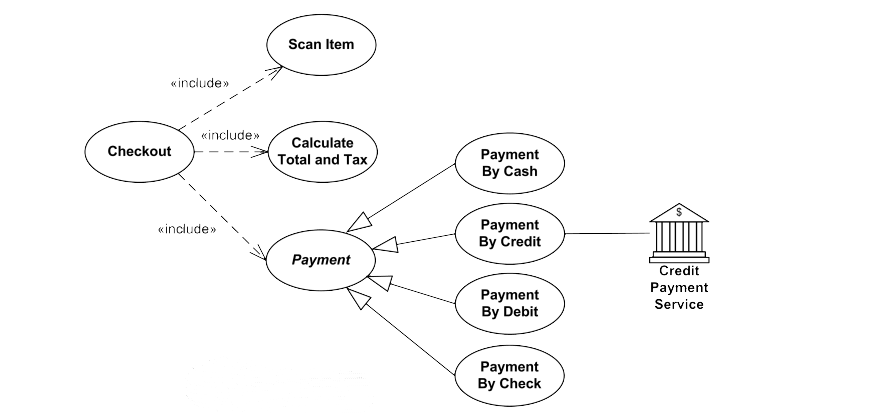 Scan Item
«include»
«include»
Checkout
Calculate
Total and Tax
«include»
Payment
Payment
By Cash
Payment
By Credit
Payment
By Debit
Payment
By Check
$
Credit
Payment
Service